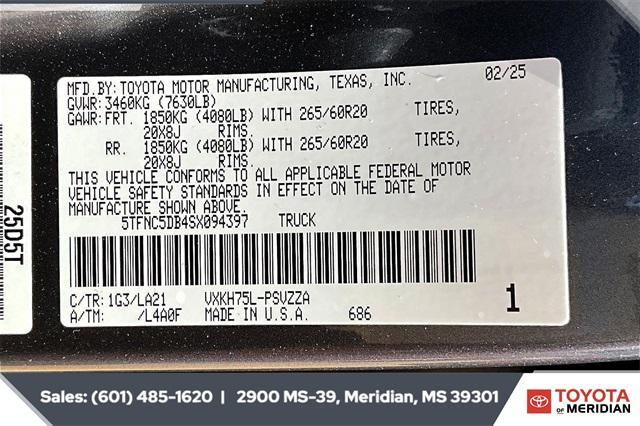 MFD.BY: TOYOTA MOTOR MANUFACTURING, TEXAS, INC. 02/25
GVWR: 3460KG (7630LB)
GAWR: FRT. 1850KG (4080LB) WITH 265/60R20 TIRES,
20X8J RIMS.
RR. 1850KG (4080LB) WITH 265/60R20 TIRES,
20X8J RIMS.
THIS VEHICLE CONFORMS TO ALL APPLICABLE FEDERAL MOTOR
VEHICLE SAFETY STANDARDS IN EFFECT ON THE DATE OF
MANUFACTURE SHOWN ABOVE.
5TFNC5DB4SX094397 TRUCK
C/TR: 1G3/LA21 VXKH75L-PSVZZA
A/TM: /L4A0F MADE IN U.S.A. 686
1
25D5T
Sales: (601) 485-1620 | 2900 MS-39, Meridian, MS 39301
TOYOTA
OF MERIDIAN